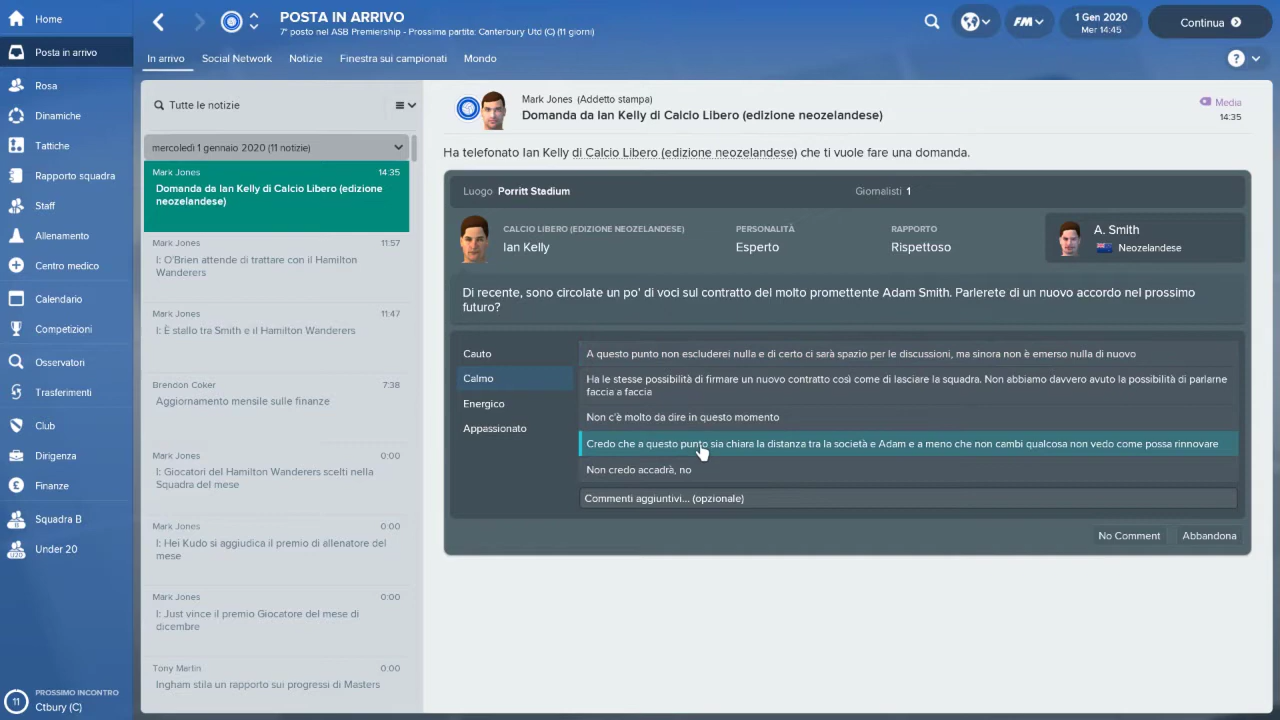 Home
Posta in arrivo
Rosa
Dinamiche
Tattiche
Rapporto squadra
Staff
Allenamento
Centro medico
Calendario
Competizioni
Osservatori
Trasferimenti
Club
Dirigenza
Finanze
Squadra B
Under 20
11
PROSSIMO INCONTRO
Ctbury (C)
POSTA IN ARRIVO
7° posto nel ASB Premiership - Prossima partita: Canterbury Utd (C) (11 giorni)
FM
1 Gen 2020
Mer 14:45
Continua
In arrivo
Social Network
Notizie
Finestra sui campionati
Mondo
?
Tutte le notizie
mercoledì 1 gennaio 2020 (11 notizie)
Mark Jones 14:35
Domanda da Ian Kelly di Calcio Libero (edizione
neozelandese)
Mark Jones 11:57
I: O'Brien attende di trattare con il Hamilton
Wanderers
Mark Jones 11:47
I: È stallo tra Smith e il Hamilton Wanderers
Brendon Coker 7:38
Aggiornamento mensile sulle finanze
Mark Jones 0:00
I: Giocatori del Hamilton Wanderers scelti nella
Squadra del mese
Mark Jones 0:00
I: Hei Kudo si aggiudica il premio di allenatore del
mese
Mark Jones 0:00
I: Just vince il premio Giocatore del mese di
dicembre
Tony Martin 0:00
Ingham stila un rapporto sui progressi di Masters
Mark Jones (Addetto stampa)
Domanda da Ian Kelly di Calcio Libero (edizione neozelandese)
Media
14:35
Ha telefonato Ian Kelly di Calcio Libero (edizione neozelandese) che ti vuole fare una domanda.
Luogo Porritt Stadium
Giornalisti 1
CALCIO LIBERO (EDIZIONE NEOZELANDESE)
Ian Kelly
PERSONALITÀ
Esperto
RAPPORTO
Rispettoso
A. Smith
Neozelandese
Di recente, sono circolate un po' di voci sul contratto del molto promettente Adam Smith. Parlerete di un nuovo accordo nel prossimo
futuro?
Cauto
Calmo
Energico
Appassionato
A questo punto non escluderei nulla e di certo ci sarà spazio per le discussioni, ma sinora non è emerso nulla di nuovo
Ha le stesse possibilità di firmare un nuovo contratto così come di lasciare la squadra. Non abbiamo davvero avuto la possibilità di parlarne
faccia a faccia
Non c'è molto da dire in questo momento
Credo che a questo punto sia chiara la distanza tra la società e Adam e a meno che non cambi qualcosa non vedo come possa rinnovare
Non credo accadrà, no
Commenti aggiuntivi... (opzionale)
No Comment
Abbandona